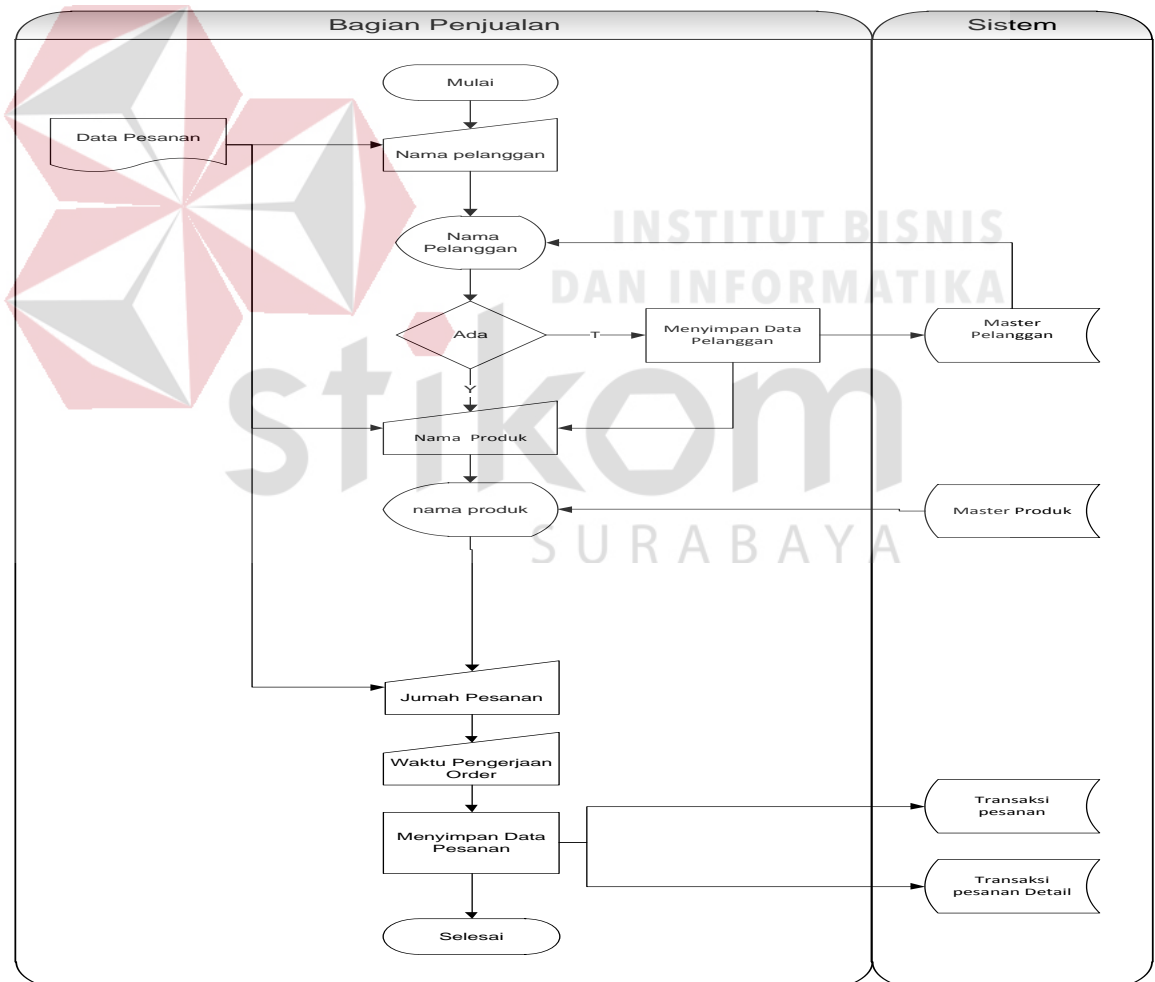 Bagian Penjualan
Sistem
Mulai
Data Pesanan
Nama pelanggan
INSTITUT BISNIS
DAN INFORMATIKA
Nama
Pelanggan
Ada
T
Menyimpan Data
Pelanggan
Master
Pelanggan
Y
stikom
Nama Produk
nama produk
Master Produk
SURABAYA
Jumah Pesanan
Waktu Pengerjaan
Order
Menyimpan Data
Pesanan
Transaksi
pesanan
Transaksi
pesanan Detail
Selesai